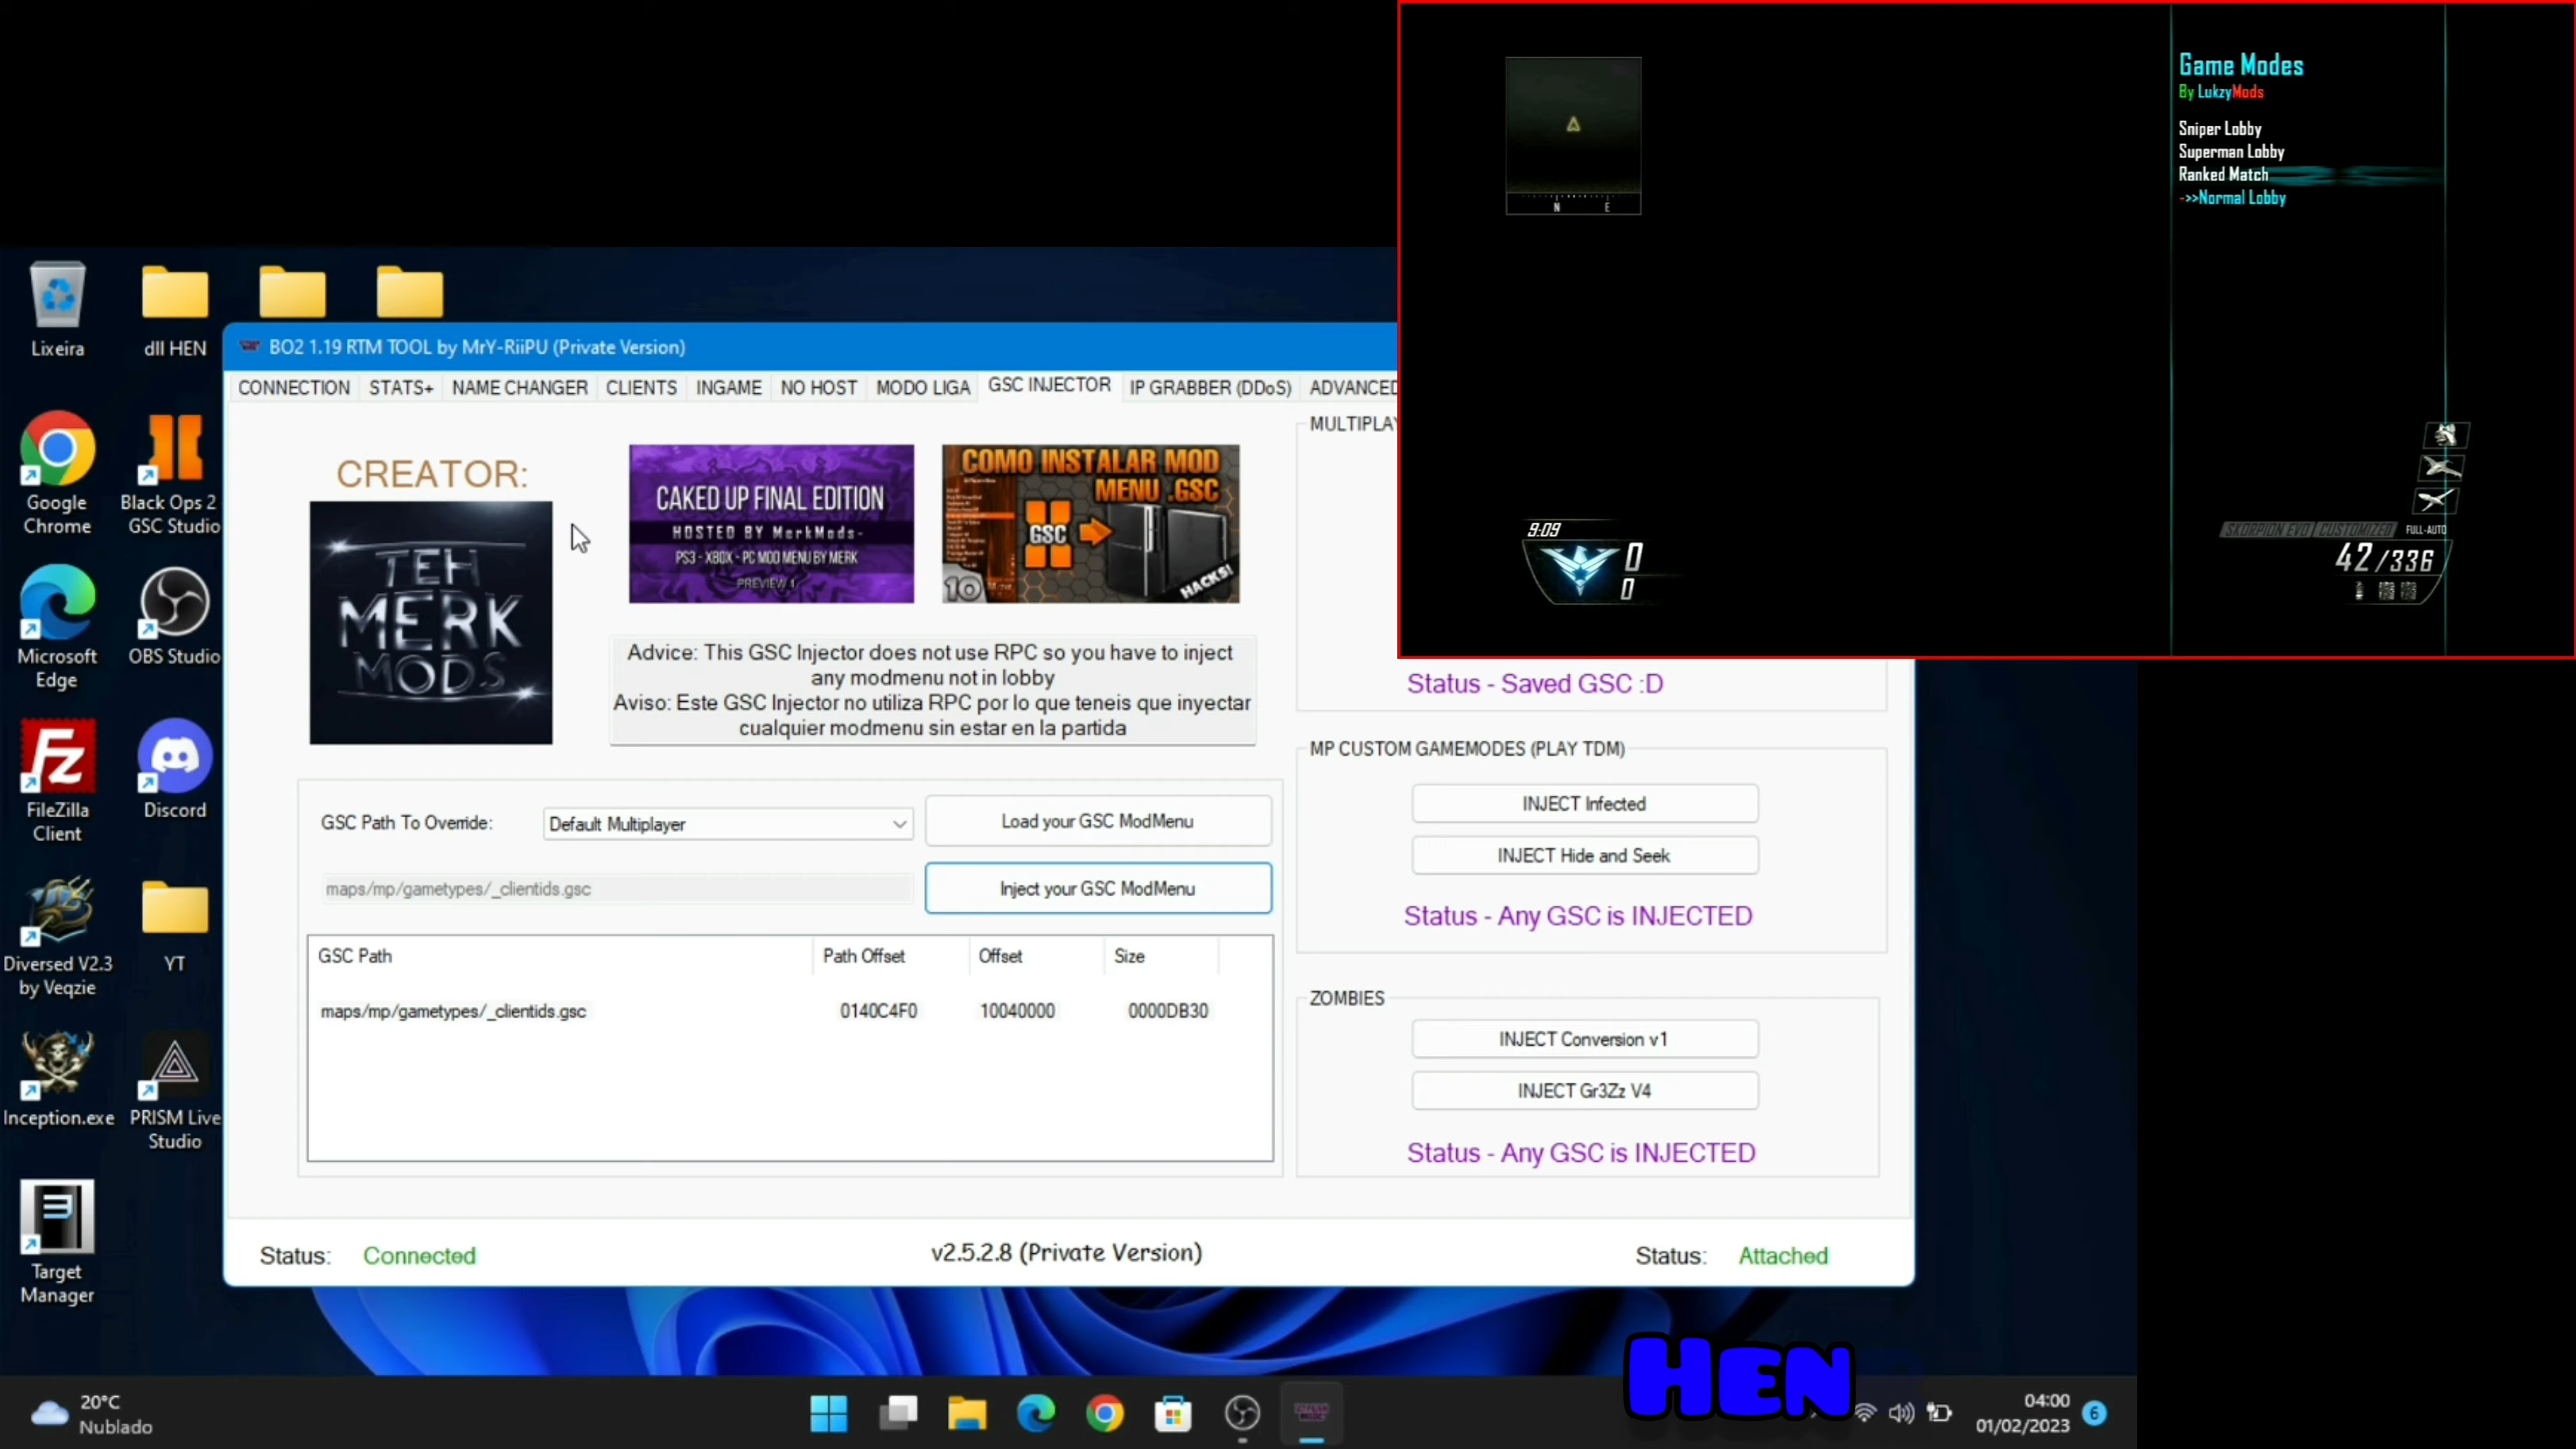 Game Modes
By LukzyMods
Sniper Lobby
Superman Lobby
Ranked Match
->>Normal Lobby
N E
9:09
0
0
SKORPION EVO CUSTOMIZED FULL-AUTO
42/336
Lixeira
dll HEN
Google Chrome
Black Ops 2 GSC Studio
Microsoft Edge
OBS Studio
FileZilla Client
Discord
Diversed V2.3 by Veqzie
YT
Inception.exe
PRISM Live Studio
Target Manager
BO2 1.19 RTM TOOL by MrY-RiiPU (Private Version)
CONNECTION STATS+ NAME CHANGER CLIENTS INGAME NO HOST MODO LIGA GSC INJECTOR IP GRABBER (DDoS) ADVANCED
CREATOR:
TEH
MERK
MODS
CAKED UP FINAL EDITION
HOSTED BY MerkMods-
PS3 - XBOX - PC MOD MENU BY MERK
PREVIEW 1
COMO INSTALAR MOD
MENU .GSC
GSC
10
HACKS!
Advice: This GSC Injector does not use RPC so you have to inject
any modmenu not in lobby
Aviso: Este GSC Injector no utiliza RPC por lo que teneis que inyectar
cualquier modmenu sin estar en la partida
GSC Path To Override: Default Multiplayer Load your GSC ModMenu
maps/mp/gametypes/_clientids.gsc Inject your GSC ModMenu
GSC Path Path Offset Offset Size
maps/mp/gametypes/_clientids.gsc 0140C4F0 10040000 0000DB30
MULTIPLAY
Status - Saved GSC :D
MP CUSTOM GAMEMODES (PLAY TDM)
INJECT Infected
INJECT Hide and Seek
Status - Any GSC is INJECTED
ZOMBIES
INJECT Conversion v1
INJECT Gr3Zz V4
Status - Any GSC is INJECTED
Status: Connected v2.5.2.8 (Private Version) Status: Attached
HEN
20°C
Nublado
04:00
01/02/2023
6